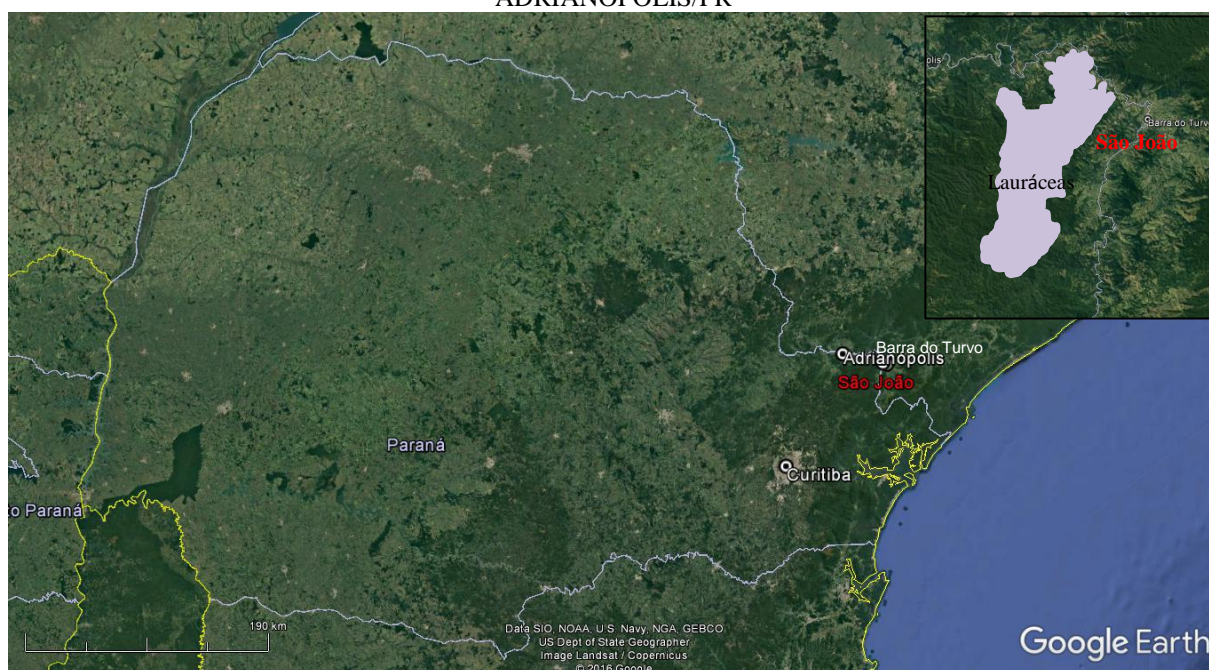 ADRIANÓPOLIS/PR
Barra do Turvo
São João
Lauráceas
Barra do Turvo
Adrianópolis
São João
Paraná
Curitiba
190 km
Data SIO, NOAA, U.S. Navy, NGA, GEBCO
US Dept of State Geographer
Image Landsat / Copernicus
© 2016 Google
Google Earth